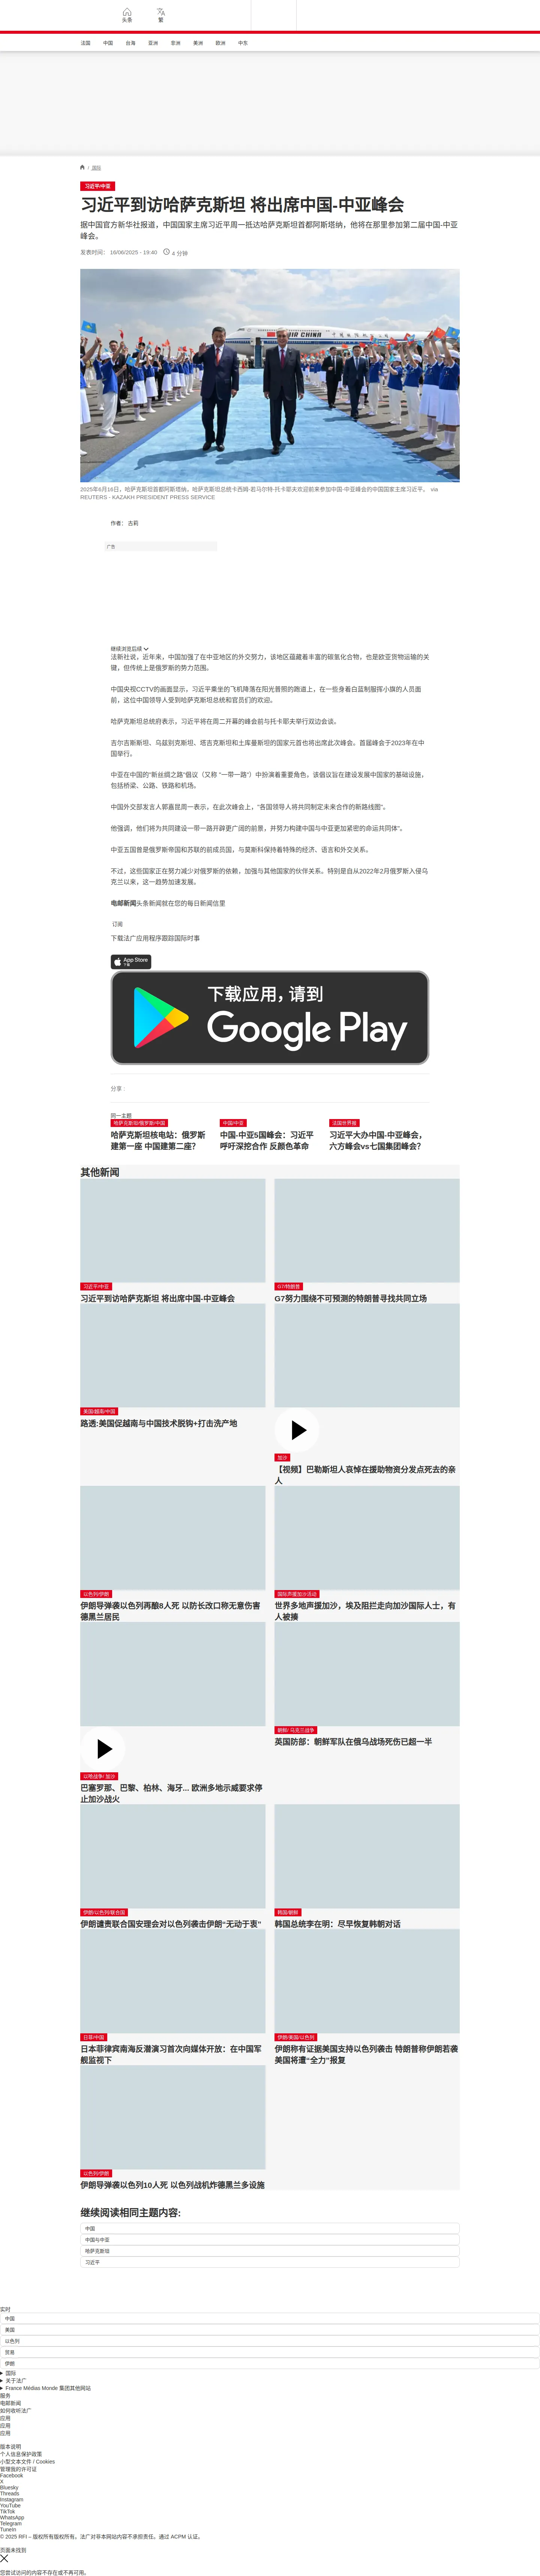 头条
繁
法国
中国
台海
亚洲
非洲
美洲
欧洲
中东
/ 国际
习近平/中亚
习近平到访哈萨克斯坦 将出席中国-中亚峰会
据中国官方新华社报道，中国国家主席习近平周一抵达哈萨克斯坦首都阿斯塔纳，他将在那里参加第二届中国-中亚
峰会。
发表时间： 16/06/2025 - 19:40 4 分钟
AIR CHINA
2025年6月16日，哈萨克斯坦首都阿斯塔纳，哈萨克斯坦总统卡西姆-若马尔特·托卡耶夫欢迎前来参加中国-中亚峰会的中国国家主席习近平。 via
REUTERS - KAZAKH PRESIDENT PRESS SERVICE
作者： 古莉
广告
继续浏览后续
法新社说，近年来，中国加强了在中亚地区的外交努力，该地区蕴藏着丰富的碳氢化合物，也是欧亚货物运输的关
键，但传统上是俄罗斯的势力范围。
中国央视CCTV的画面显示，习近平乘坐的飞机降落在阳光普照的跑道上，在一些身着白蓝制服挥小旗的人员面
前，这位中国领导人受到哈萨克斯坦总统和官员们的欢迎。
哈萨克斯坦总统府表示，习近平将在周二开幕的峰会前与托卡耶夫举行双边会谈。
吉尔吉斯斯坦、乌兹别克斯坦、塔吉克斯坦和土库曼斯坦的国家元首也将出席此次峰会。首届峰会于2023年在中
国举行。
中亚在中国的“新丝绸之路”倡议（又称 “一带一路”）中扮演着重要角色，该倡议旨在建设发展中国家的基础设施，
包括桥梁、公路、铁路和机场。
中国外交部发言人郭嘉昆周一表示，在此次峰会上，“各国领导人将共同制定未来合作的新路线图”。
他强调，他们将为共同建设一带一路开辟更广阔的前景，并努力构建中国与中亚更加紧密的命运共同体”。
中亚五国曾是俄罗斯帝国和苏联的前成员国，与莫斯科保持着特殊的经济、语言和外交关系。
不过，这些国家正在努力减少对俄罗斯的依赖，加强与其他国家的伙伴关系。特别是自从2022年2月俄罗斯入侵乌
克兰以来，这一趋势加速发展。
电邮新闻头条新闻就在您的每日新闻信里
订阅
下载法广应用程序跟踪国际时事
App Store
下载
下载应用，请到
Google Play
分享 :
同一主题
哈萨克斯坦/俄罗斯/中国
哈萨克斯坦核电站：俄罗斯
建第一座 中国建第二座?
中国/中亚
中国-中亚5国峰会：习近平
呼吁深挖合作 反颜色革命
法国世界报
习近平大办中国-中亚峰会，
六方峰会vs七国集团峰会？
其他新闻
习近平/中亚
习近平到访哈萨克斯坦 将出席中国-中亚峰会
G7/特朗普
G7努力围绕不可预测的特朗普寻找共同立场
美国/越南/中国
路透:美国促越南与中国技术脱钩+打击洗产地
加沙
【视频】巴勒斯坦人哀悼在援助物资分发点死去的亲
人
以色列/伊朗
伊朗导弹袭以色列再酿8人死 以防长改口称无意伤害
德黑兰居民
国际声援加沙活动
世界多地声援加沙，埃及阻拦走向加沙国际人士，有
人被揍
以哈战争/ 加沙
巴塞罗那、巴黎、柏林、海牙... 欧洲多地示威要求停
止加沙战火
朝鲜/ 乌克兰战争
英国防部：朝鲜军队在俄乌战场死伤已超一半
伊朗/以色列/联合国
伊朗谴责联合国安理会对以色列袭击伊朗“无动于衷”
韩国/朝鲜
韩国总统李在明：尽早恢复韩朝对话
日菲/中国
日本菲律宾南海反潜演习首次向媒体开放：在中国军
舰监视下
伊朗/美国/以色列
伊朗称有证据美国支持以色列袭击 特朗普称伊朗若袭
美国将遭“全力”报复
以色列/伊朗
伊朗导弹袭以色列10人死 以色列战机炸德黑兰多设施
继续阅读相同主题内容:
中国
中国与中亚
哈萨克斯坦
习近平
实时
中国
美国
以色列
贸易
伊朗
国际
关于法广
France Médias Monde 集团其他网站
服务
电邮新闻
如何收听法广
应用
应用
应用
版本说明
个人信息保护政策
小型文本文件 / Cookies
管理我的许可证
Facebook
X
Bluesky
Threads
Instagram
YouTube
TikTok
WhatsApp
Telegram
TuneIn
© 2025 RFI – 版权所有版权所有。法广对非本网站内容不承担责任。通过 ACPM 认证。
页面未找到
您尝试访问的内容不存在或不再可用。